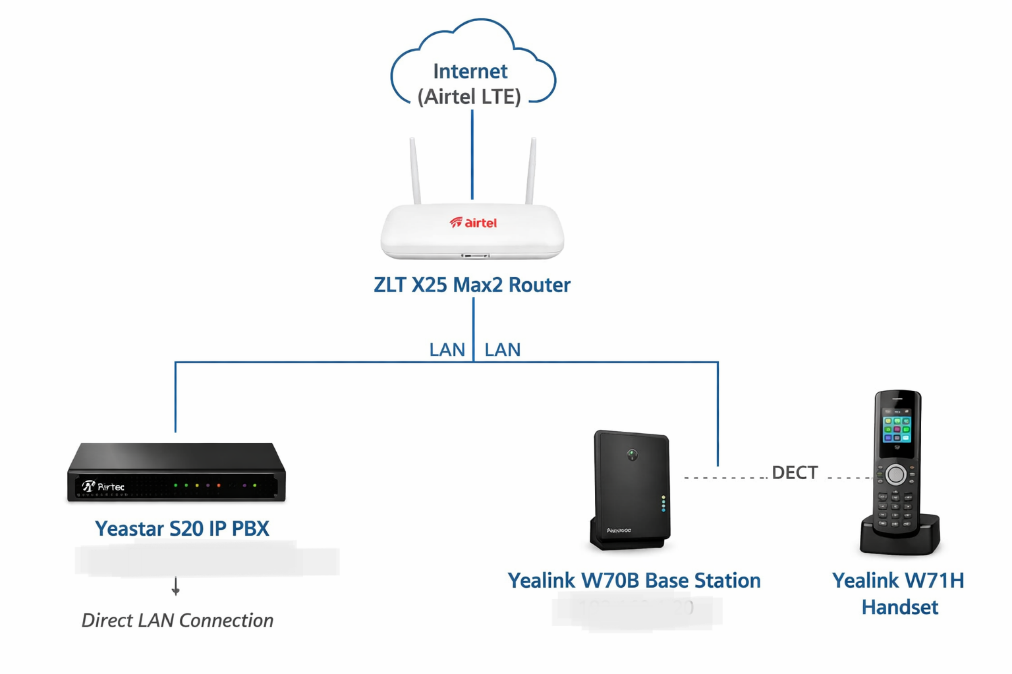 Internet
(Airtel LTE)
airtel
ZLT X25 Max2 Router
LAN LAN
DECT
Airtec
Yeastar S20 IP PBX
Direct LAN Connection
Yealink W70B Base Station
Yealink W71H
Handset